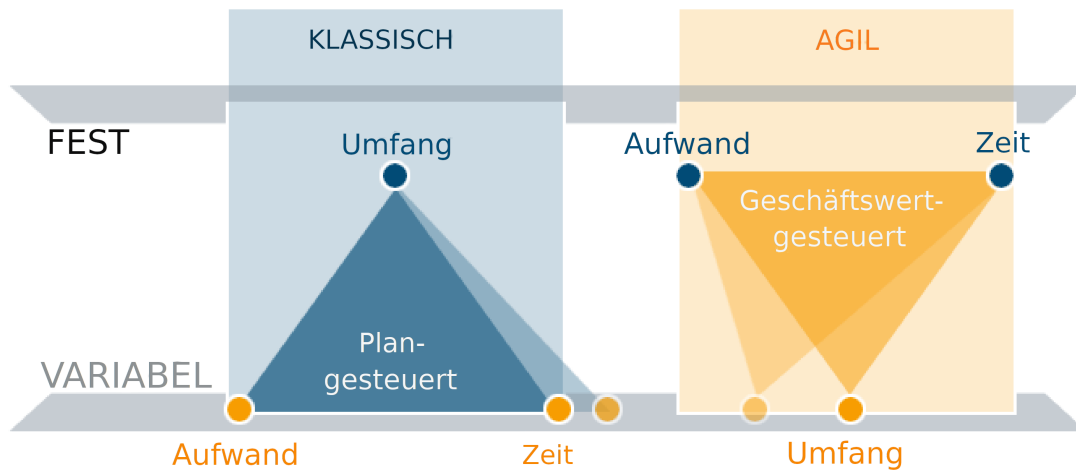 KLASSISCH
AGIL
FEST
Umfang
Aufwand
Zeit
Geschäftswert-
gesteuert
Plan-
gesteuert
VARIABEL
Aufwand
Zeit
Umfang